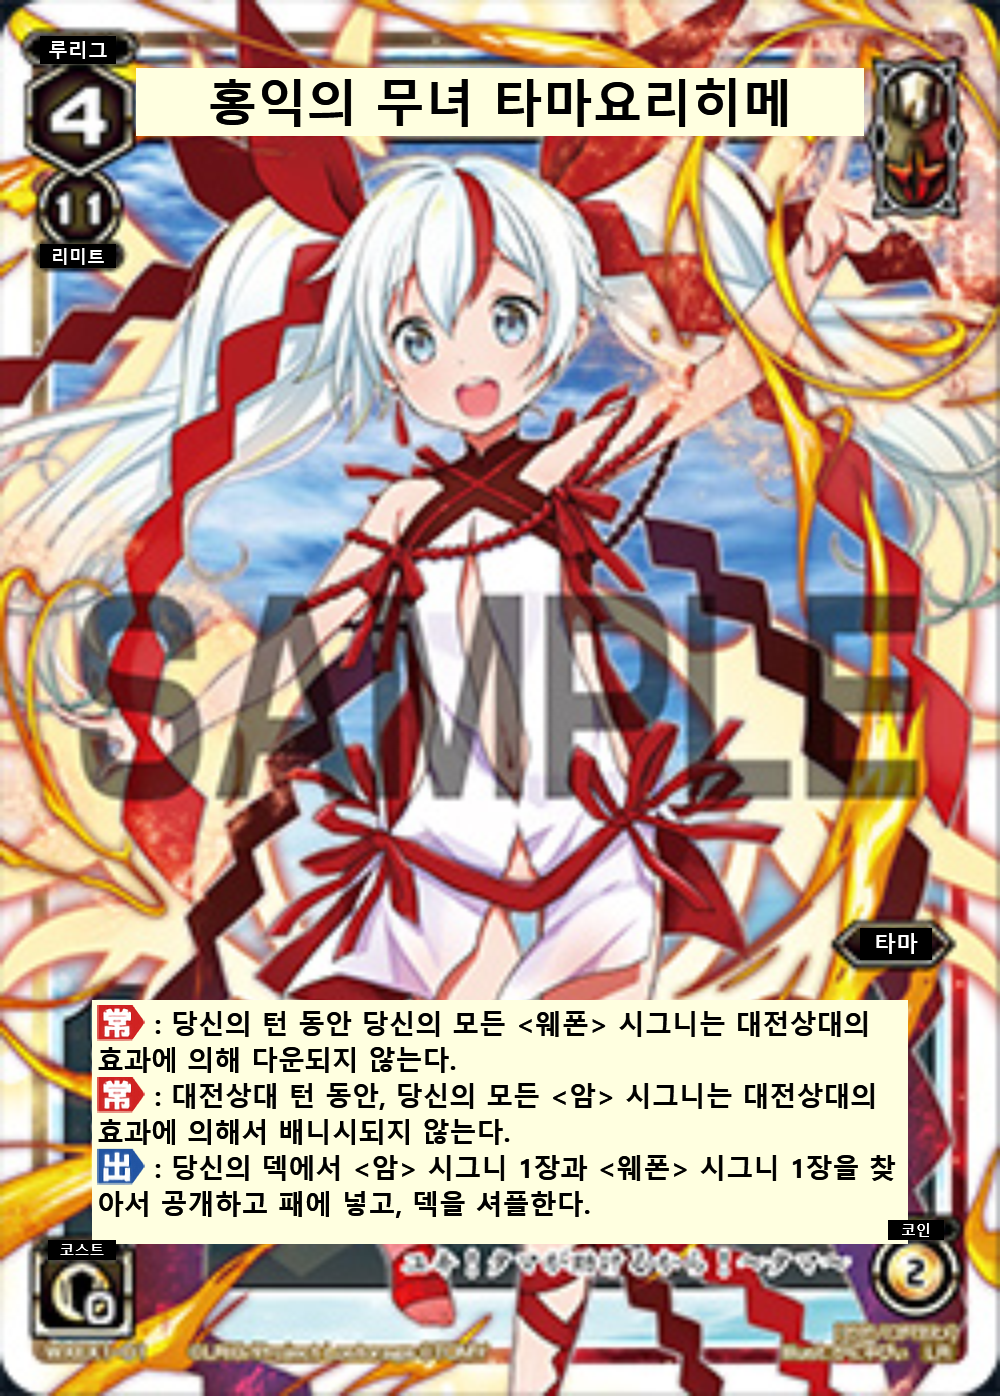 루리그
4
홍익의 무녀 타마요리히메
11
리미트
SAMPLE
타마
常 : 당신의 턴 동안 당신의 모든 <웨폰> 시그니는 대전상대의
효과에 의해 다운되지 않는다.
常 : 대전상대 턴 동안, 당신의 모든 <암> 시그니는 대전상대의
효과에 의해서 배니시되지 않는다.
出 : 당신의 덱에서 <암> 시그니 1장과 <웨폰> 시그니 1장을 찾
아서 공개하고 패에 넣고, 덱을 셔플한다.
코인
코스트
2
0